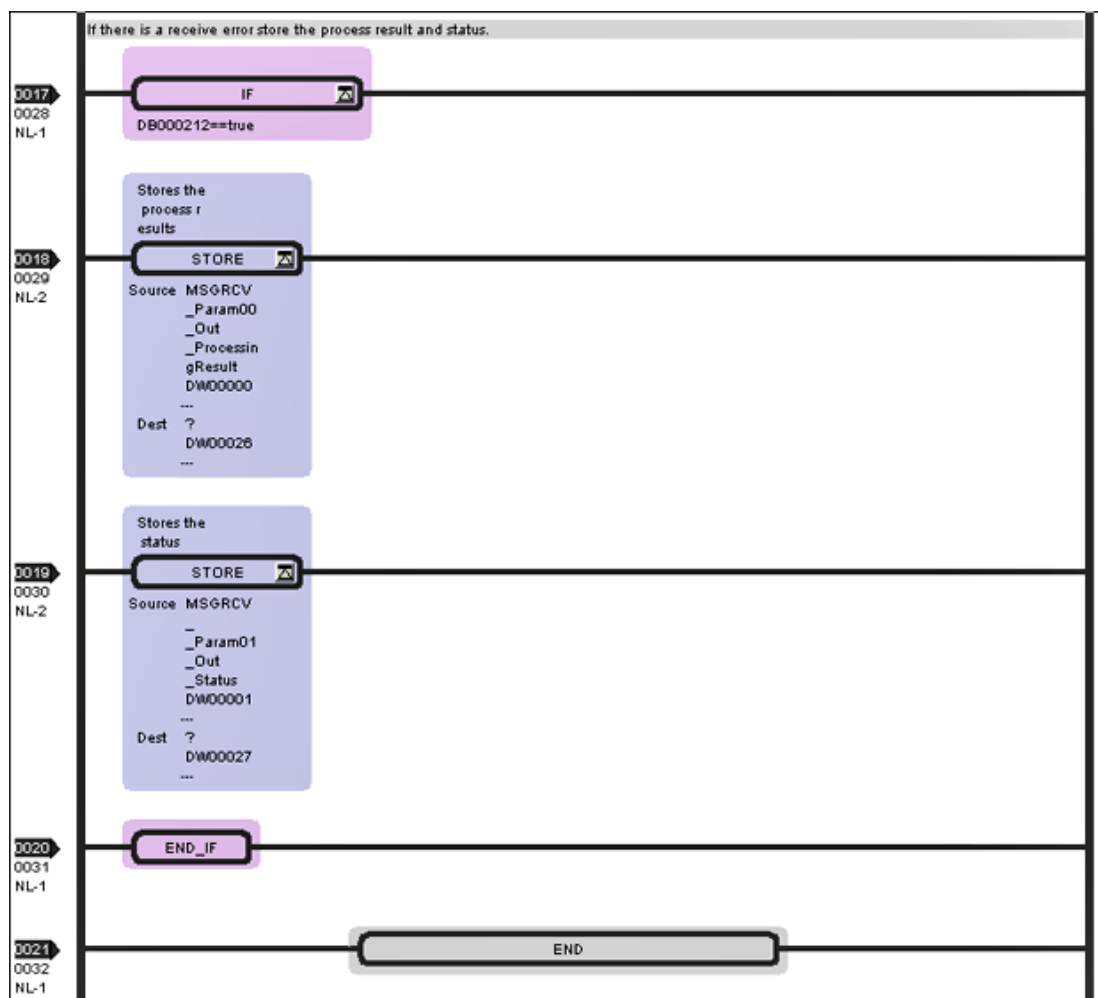 If there is a receive error store the process result and status.
IF
0017
0028
NL-1
DB000212==true
Stores the
process r
esults
STORE
0018
0029
NL-2
Source MSGRCV
_Param00
_Out
_Processin
gResult
DW00000
...
Dest ?
DW00026
...
Stores the
status
STORE
0019
0030
NL-2
Source MSGRCV
_
_Param01
_Out
_Status
DW00001
...
Dest ?
DW00027
...
END_IF
0020
0031
NL-1
END
0021
0032
NL-1